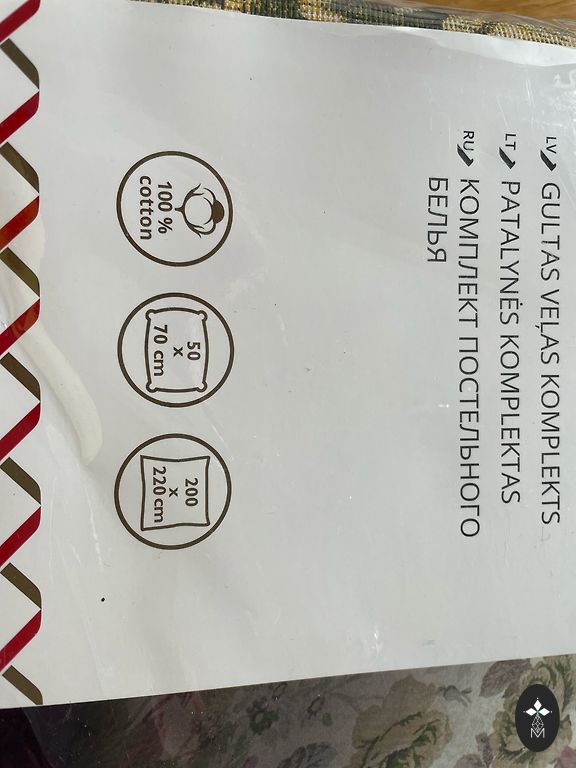 LV GULTAS VEĻAS KOMPLEKTS
LT PATALYNĖS KOMPLEKTAS
RU КОМПЛЕКТ ПОСТЕЛЬНОГО
БЕЛЬЯ
100 %
cotton
50
x
70 cm
200
x
220 cm